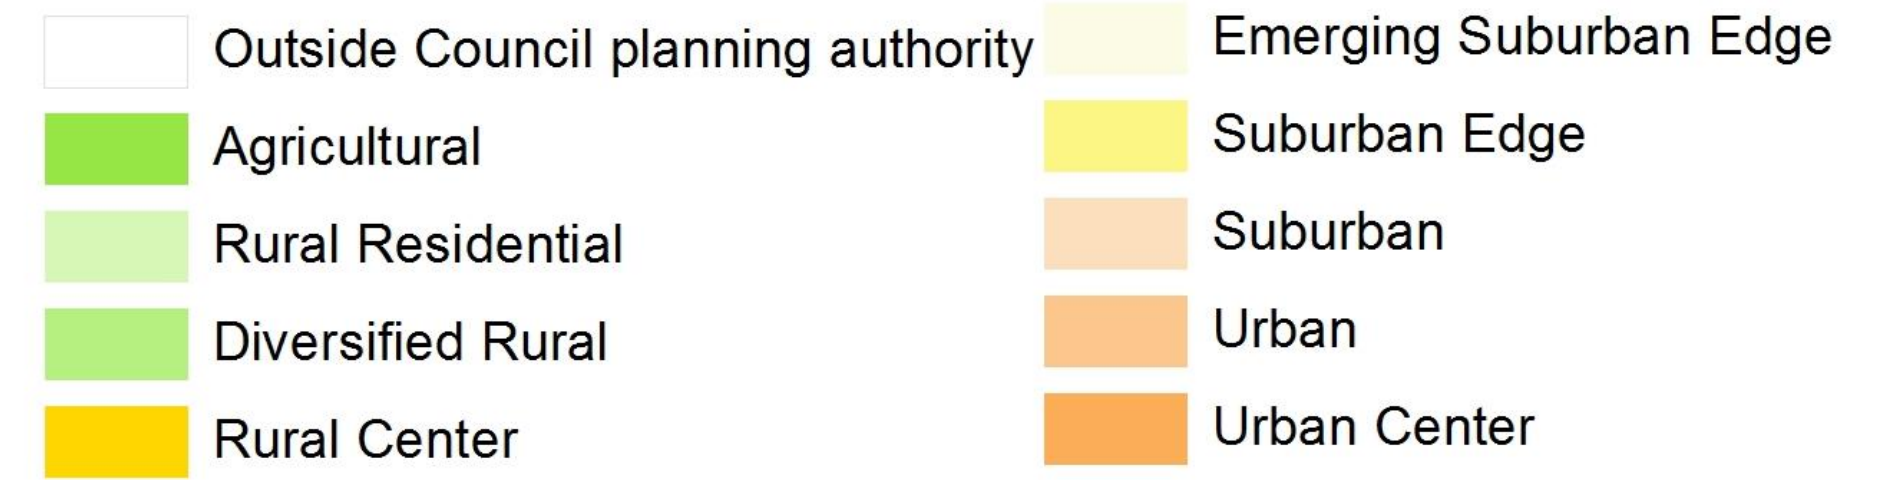 Outside Council planning authority
Agricultural
Rural Residential
Diversified Rural
Rural Center
Emerging Suburban Edge
Suburban Edge
Suburban
Urban
Urban Center